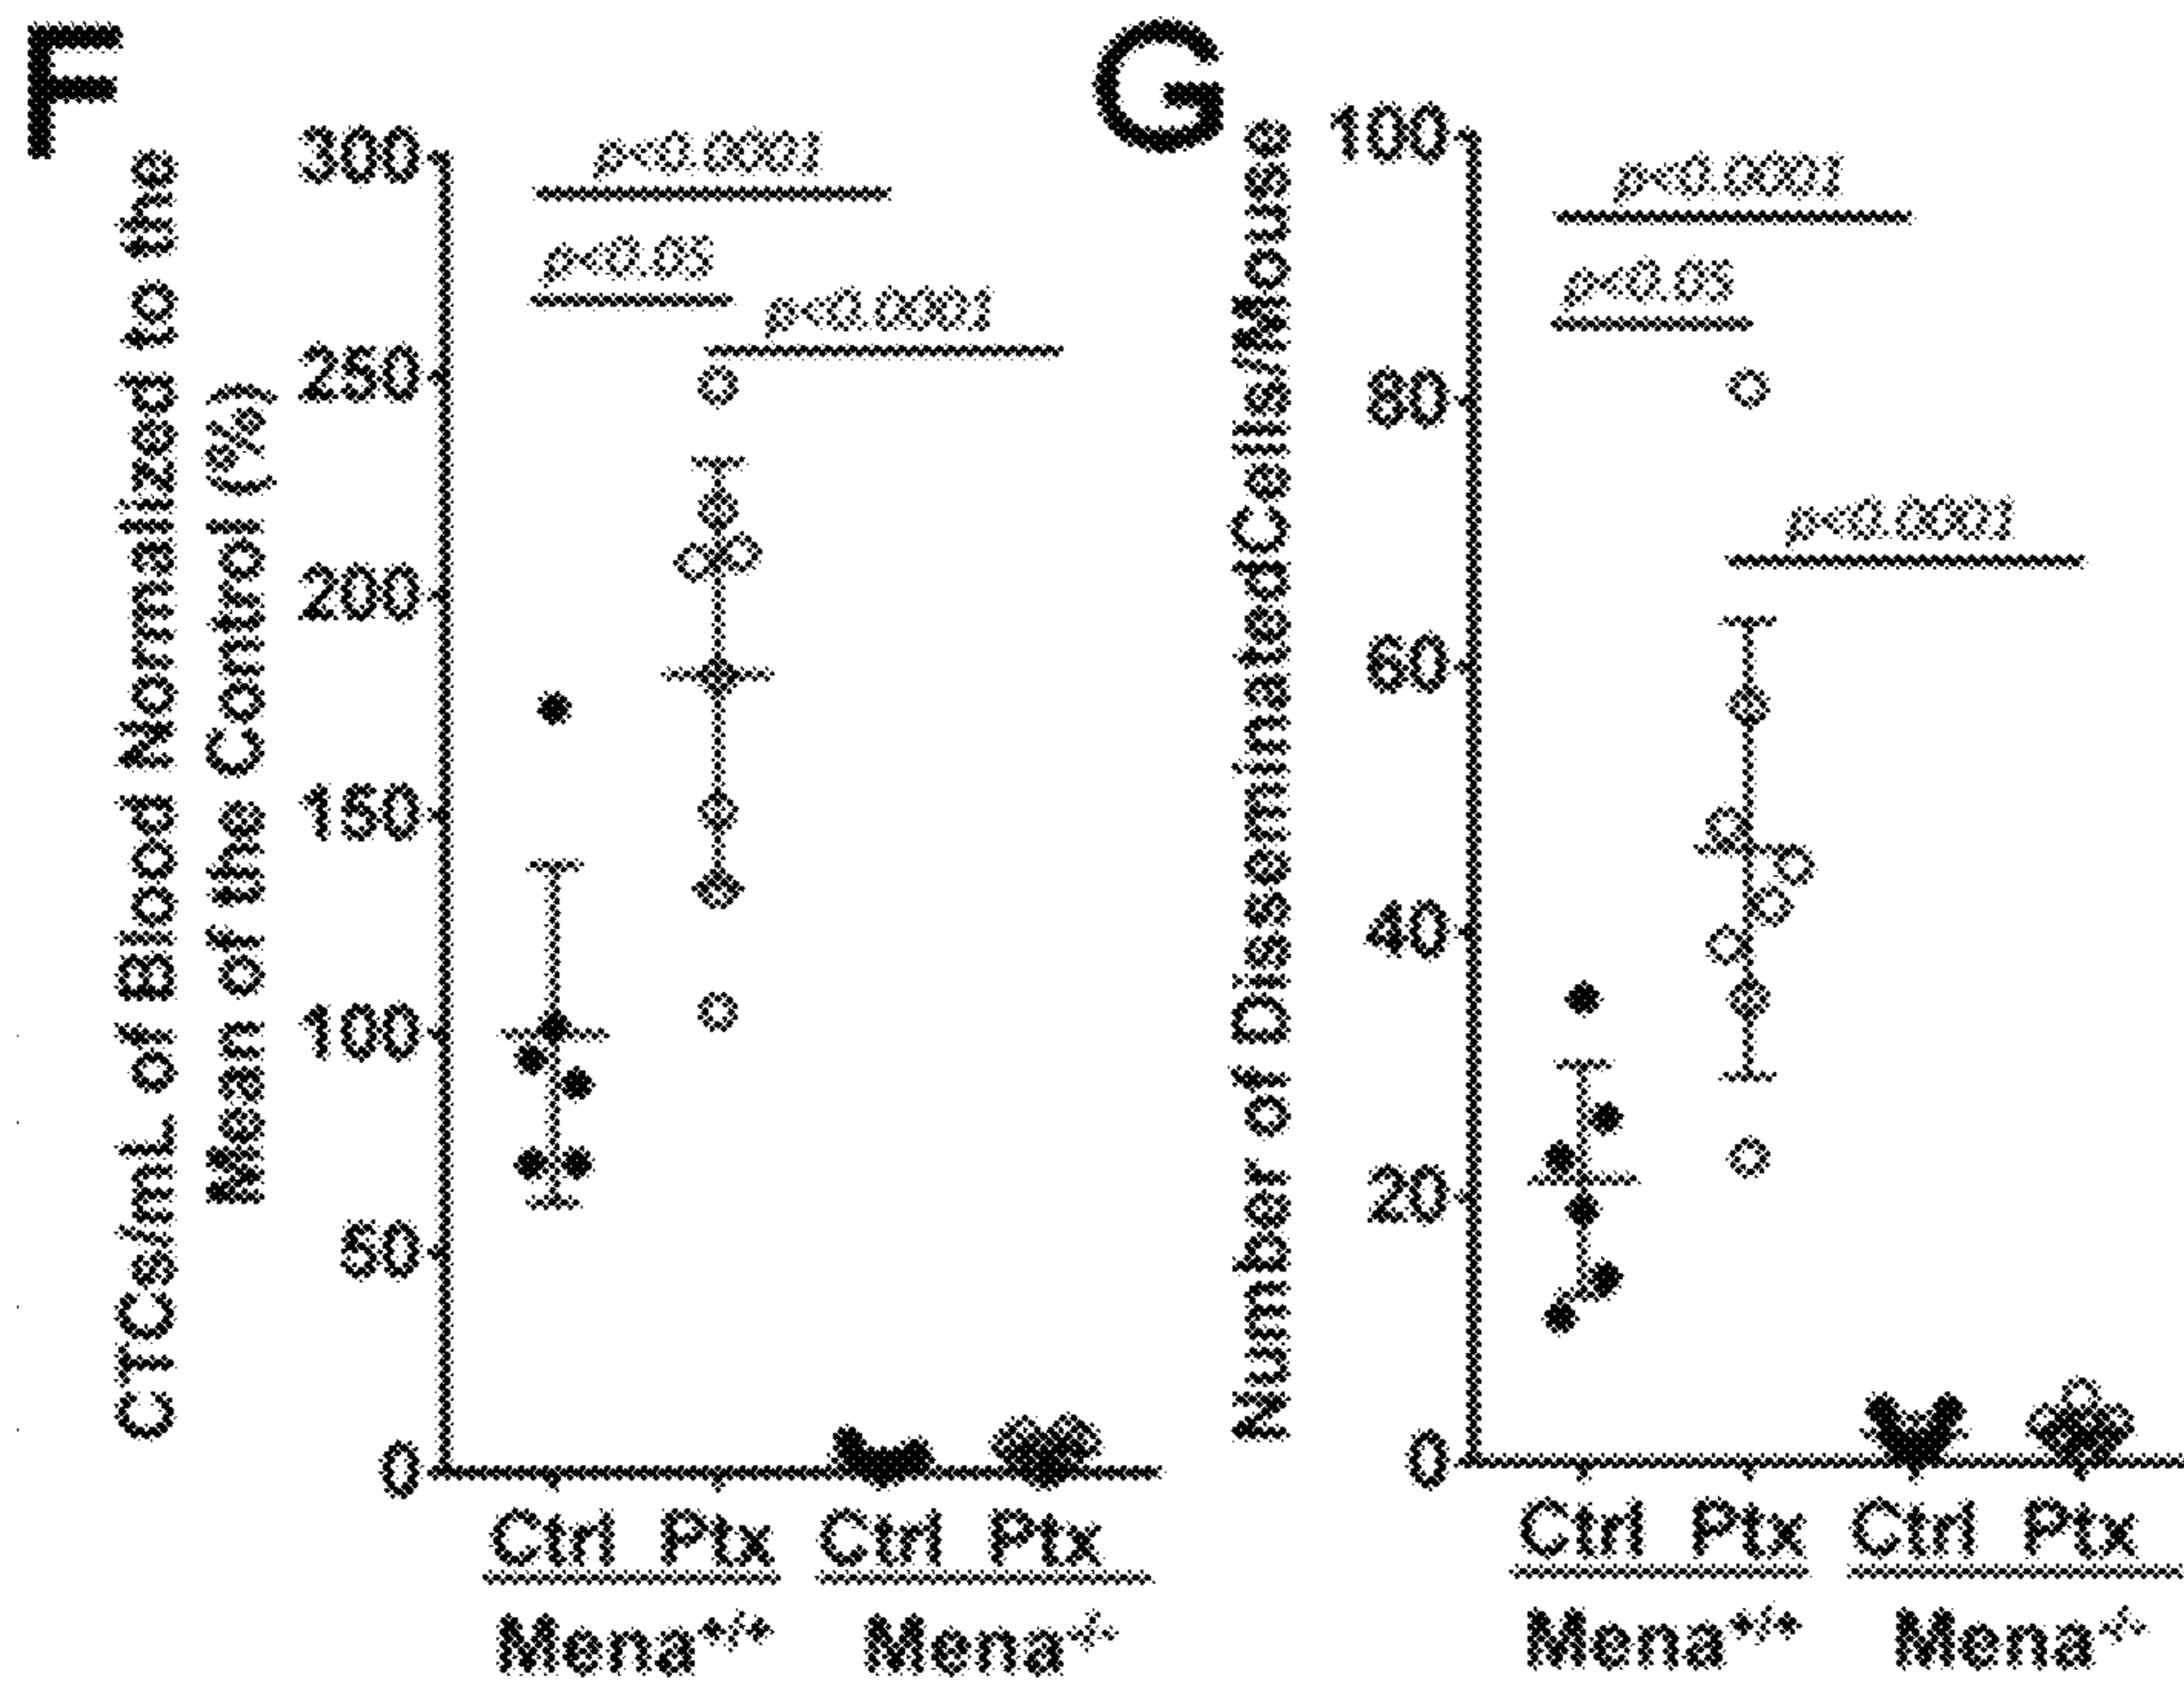 F
CTCs/mL of Blood Normalized to the
Mean of the Control (%)
300
250
200
150
100
50
0
p<0.0001
p<0.05
p<0.0001
Ctrl Ptx Ctrl Ptx
Mena+/+ Mena-/-
G
Number of Disseminated Cells/Mouse
100
80
60
40
20
0
p<0.0001
p<0.05
p<0.0001
Ctrl Ptx Ctrl Ptx
Mena+/+ Mena-/-